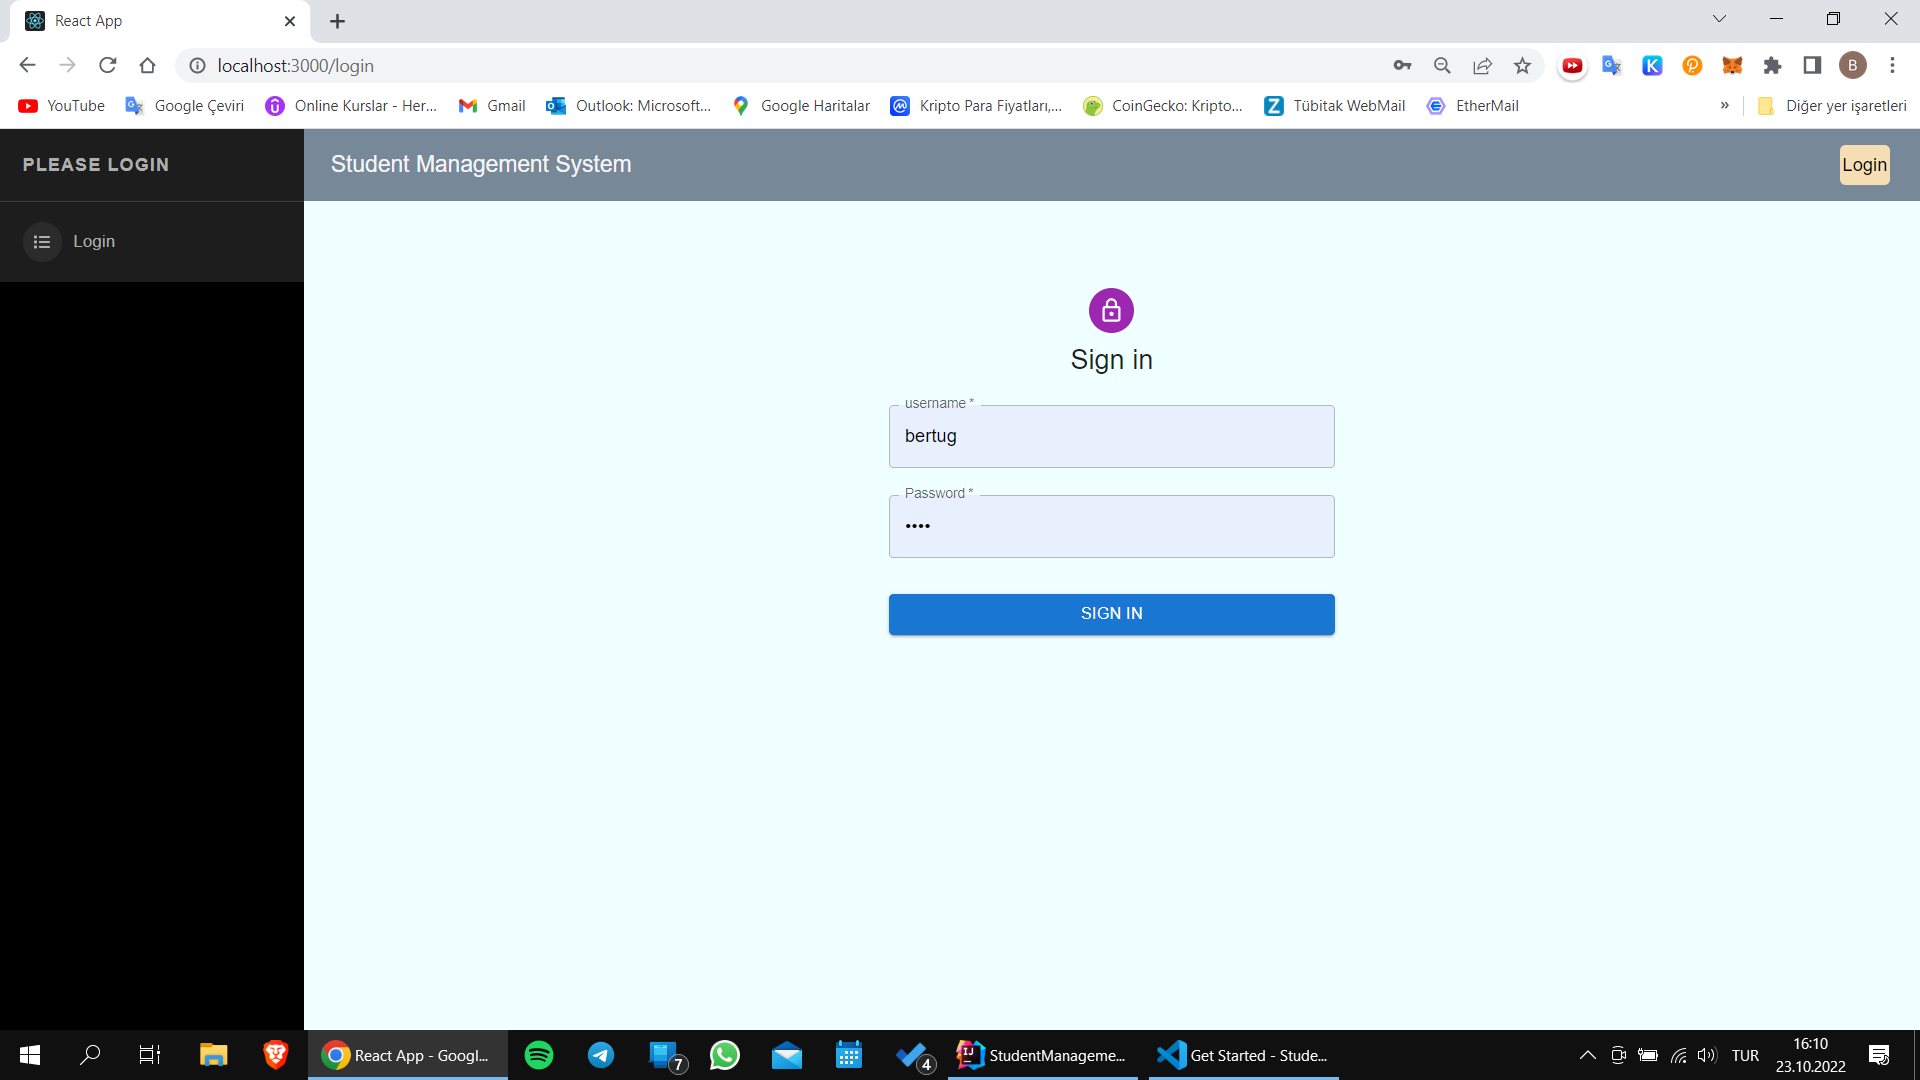 React App
localhost:3000/login
B
YouTube
Google Çeviri
Online Kurslar - Her...
Gmail
Outlook: Microsoft...
Google Haritalar
Kripto Para Fiyatları,...
CoinGecko: Kripto...
Tübitak WebMail
EtherMail
»
Diğer yer işaretleri
PLEASE LOGIN
Student Management System
Login
Login
Sign in
username *
bertug
Password *
••••
SIGN IN
React App - Googl...
7
4
StudentManageme...
Get Started - Stude...
TUR
16:10
23.10.2022